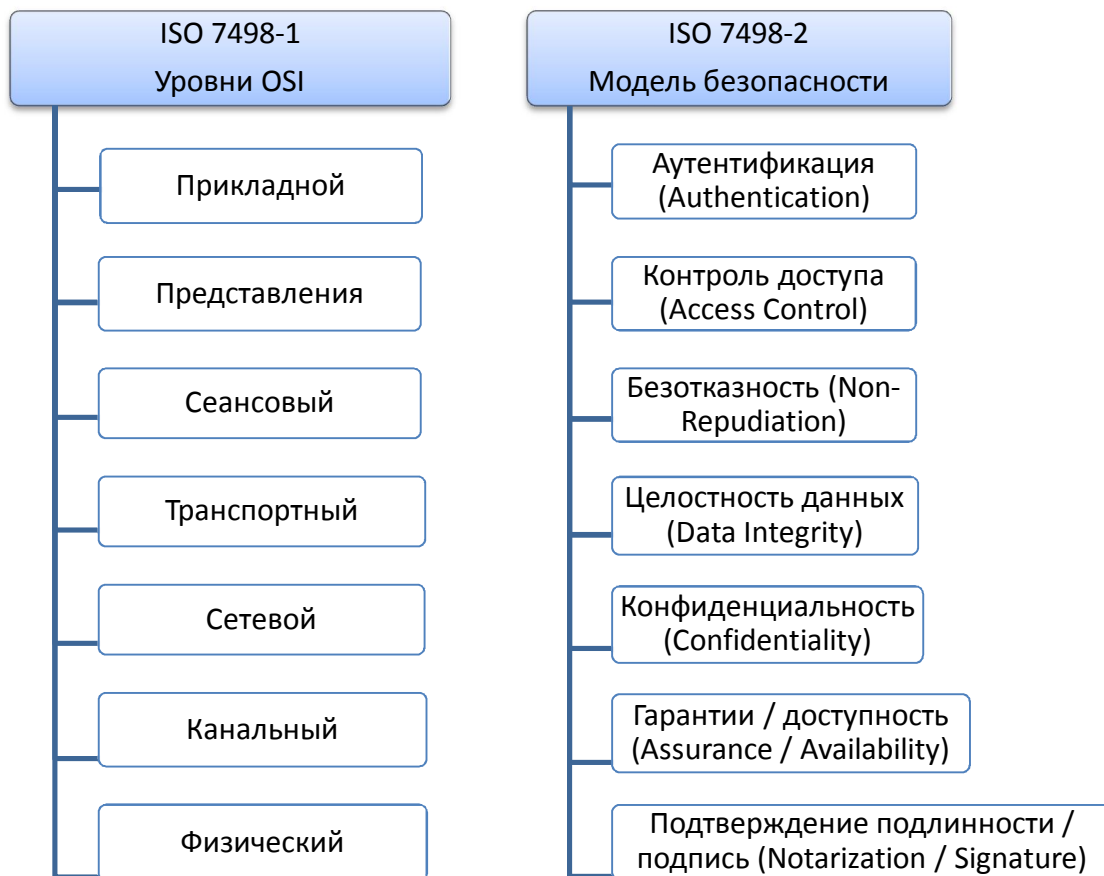 ISO 7498-1
Уровни OSI
Прикладной
Представления
Сеансовый
Транспортный
Сетевой
Канальный
Физический
ISO 7498-2
Модель безопасности
Аутентификация
(Authentication)
Контроль доступа
(Access Control)
Безотказность (Non-
Repudiation)
Целостность данных
(Data Integrity)
Конфиденциальность
(Confidentiality)
Гарантии / доступность
(Assurance / Availability)
Подтверждение подлинности /
подпись (Notarization / Signature)